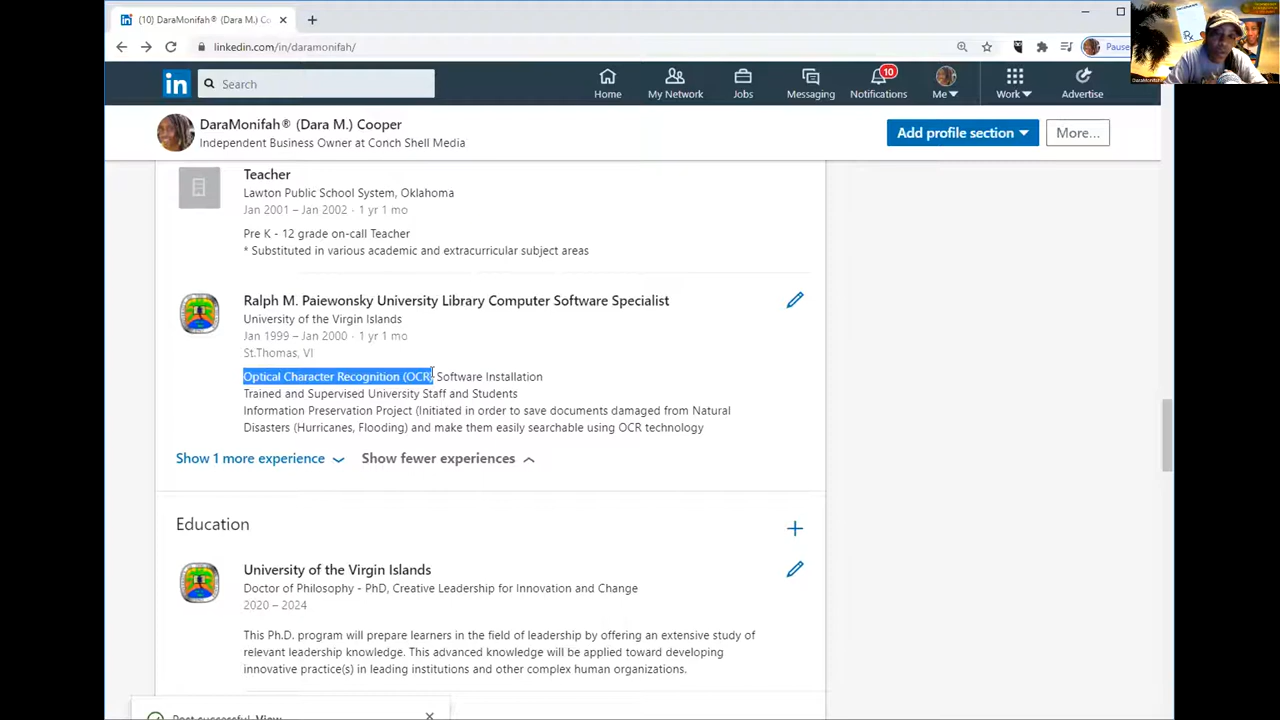 (10) DaraMonifah® (Dara M.) Co
linkedin.com/in/daramonifah/
Pause
in
Search
Home
My Network
Jobs
Messaging
10
Notifications
Me
Work
Advertise
DaraMonifah® (Dara M.) Cooper
Independent Business Owner at Conch Shell Media
Add profile section
More...
Teacher
Lawton Public School System, Oklahoma
Jan 2001 – Jan 2002 · 1 yr 1 mo
Pre K - 12 grade on-call Teacher
* Substituted in various academic and extracurricular subject areas
Ralph M. Paiewonsky University Library Computer Software Specialist
University of the Virgin Islands
Jan 1999 – Jan 2000 · 1 yr 1 mo
St.Thomas, VI
Optical Character Recognition (OCR) Software Installation
Trained and Supervised University Staff and Students
Information Preservation Project (Initiated in order to save documents damaged from Natural
Disasters (Hurricanes, Flooding) and make them easily searchable using OCR technology
Show 1 more experience
Show fewer experiences
Education
University of the Virgin Islands
Doctor of Philosophy - PhD, Creative Leadership for Innovation and Change
2020 – 2024
This Ph.D. program will prepare learners in the field of leadership by offering an extensive study of
relevant leadership knowledge. This advanced knowledge will be applied toward developing
innovative practice(s) in leading institutions and other complex human organizations.
Post successful. View